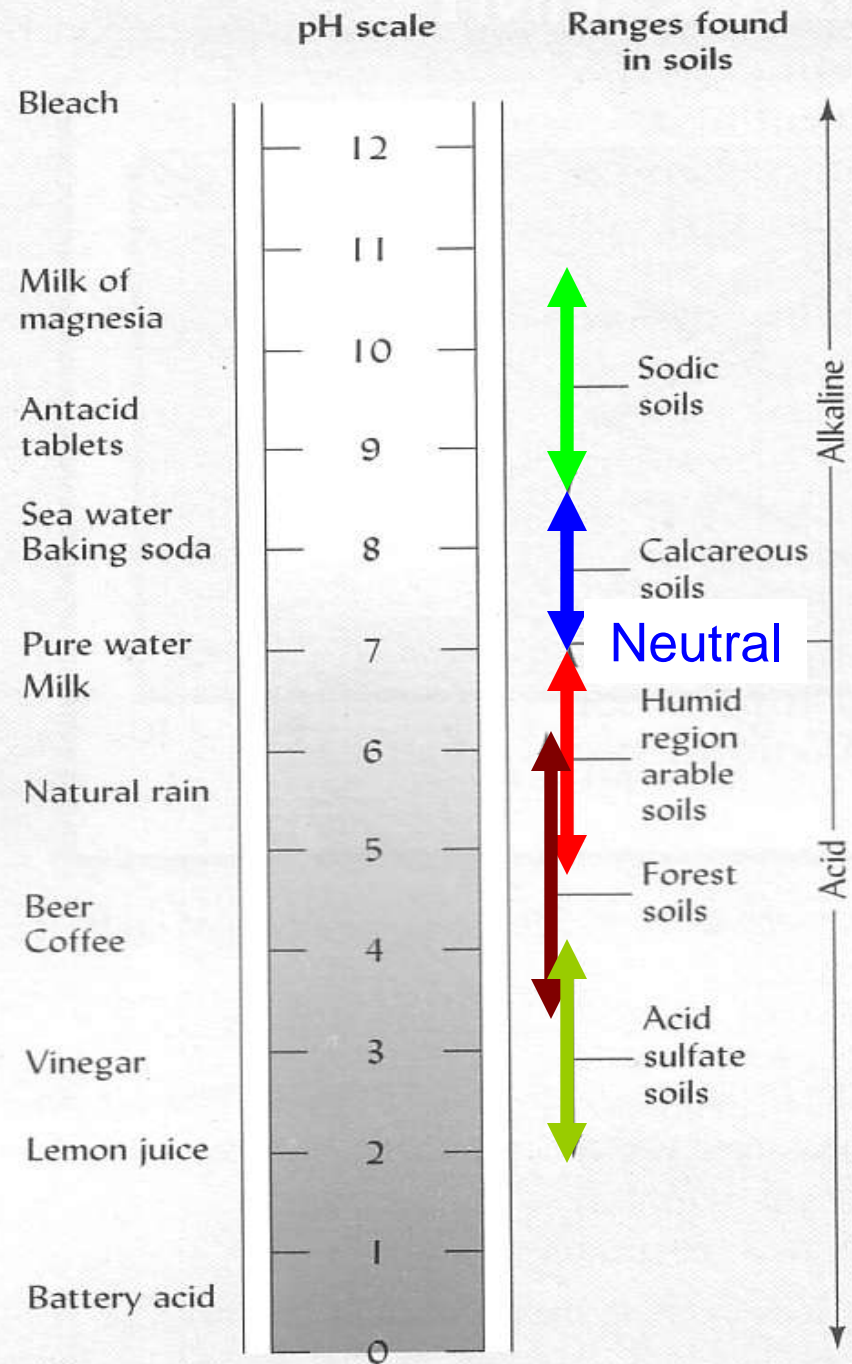 pH scale
Ranges found
in soils
Bleach
12
11
Milk of
magnesia
10
Sodic
soils
Antacid
tablets
9
Alkaline
Sea water
Baking soda
8
Calcareous
soils
Pure water
7
Neutral
Milk
Humid
region
arable
soils
6
Natural rain
5
Acid
Forest
soils
Beer
Coffee
4
Acid
sulfate
soils
Vinegar
3
Lemon juice
2
1
Battery acid
0